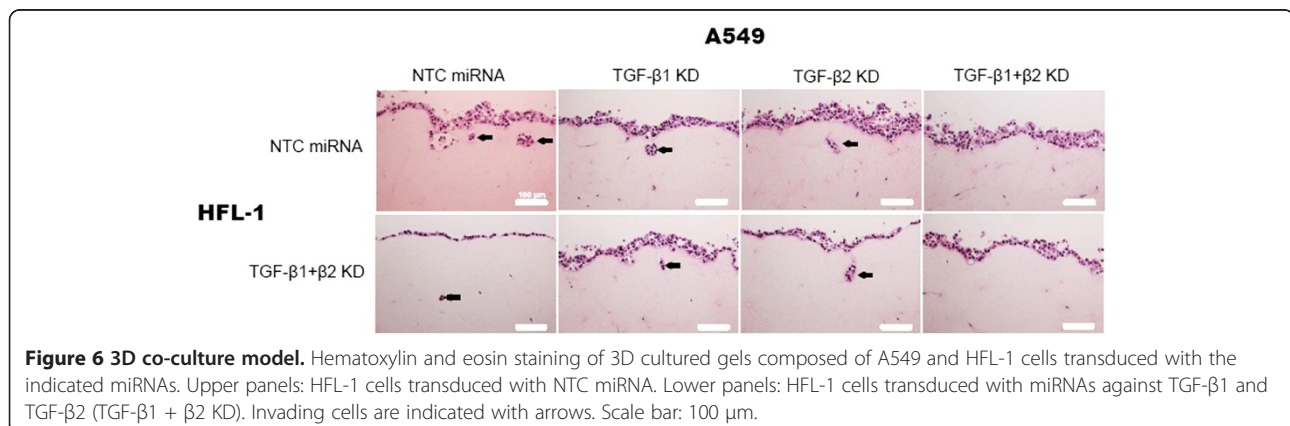 A549
NTC miRNA TGF-β1 KD TGF-β2 KD TGF-β1+β2 KD
NTC miRNA
100 µm
HFL-1
TGF-β1+β2 KD
Figure 6 3D co-culture model. Hematoxylin and eosin staining of 3D cultured gels composed of A549 and HFL-1 cells transduced with the
indicated miRNAs. Upper panels: HFL-1 cells transduced with NTC miRNA. Lower panels: HFL-1 cells transduced with miRNAs against TGF-β1 and
TGF-β2 (TGF-β1 + β2 KD). Invading cells are indicated with arrows. Scale bar: 100 μm.